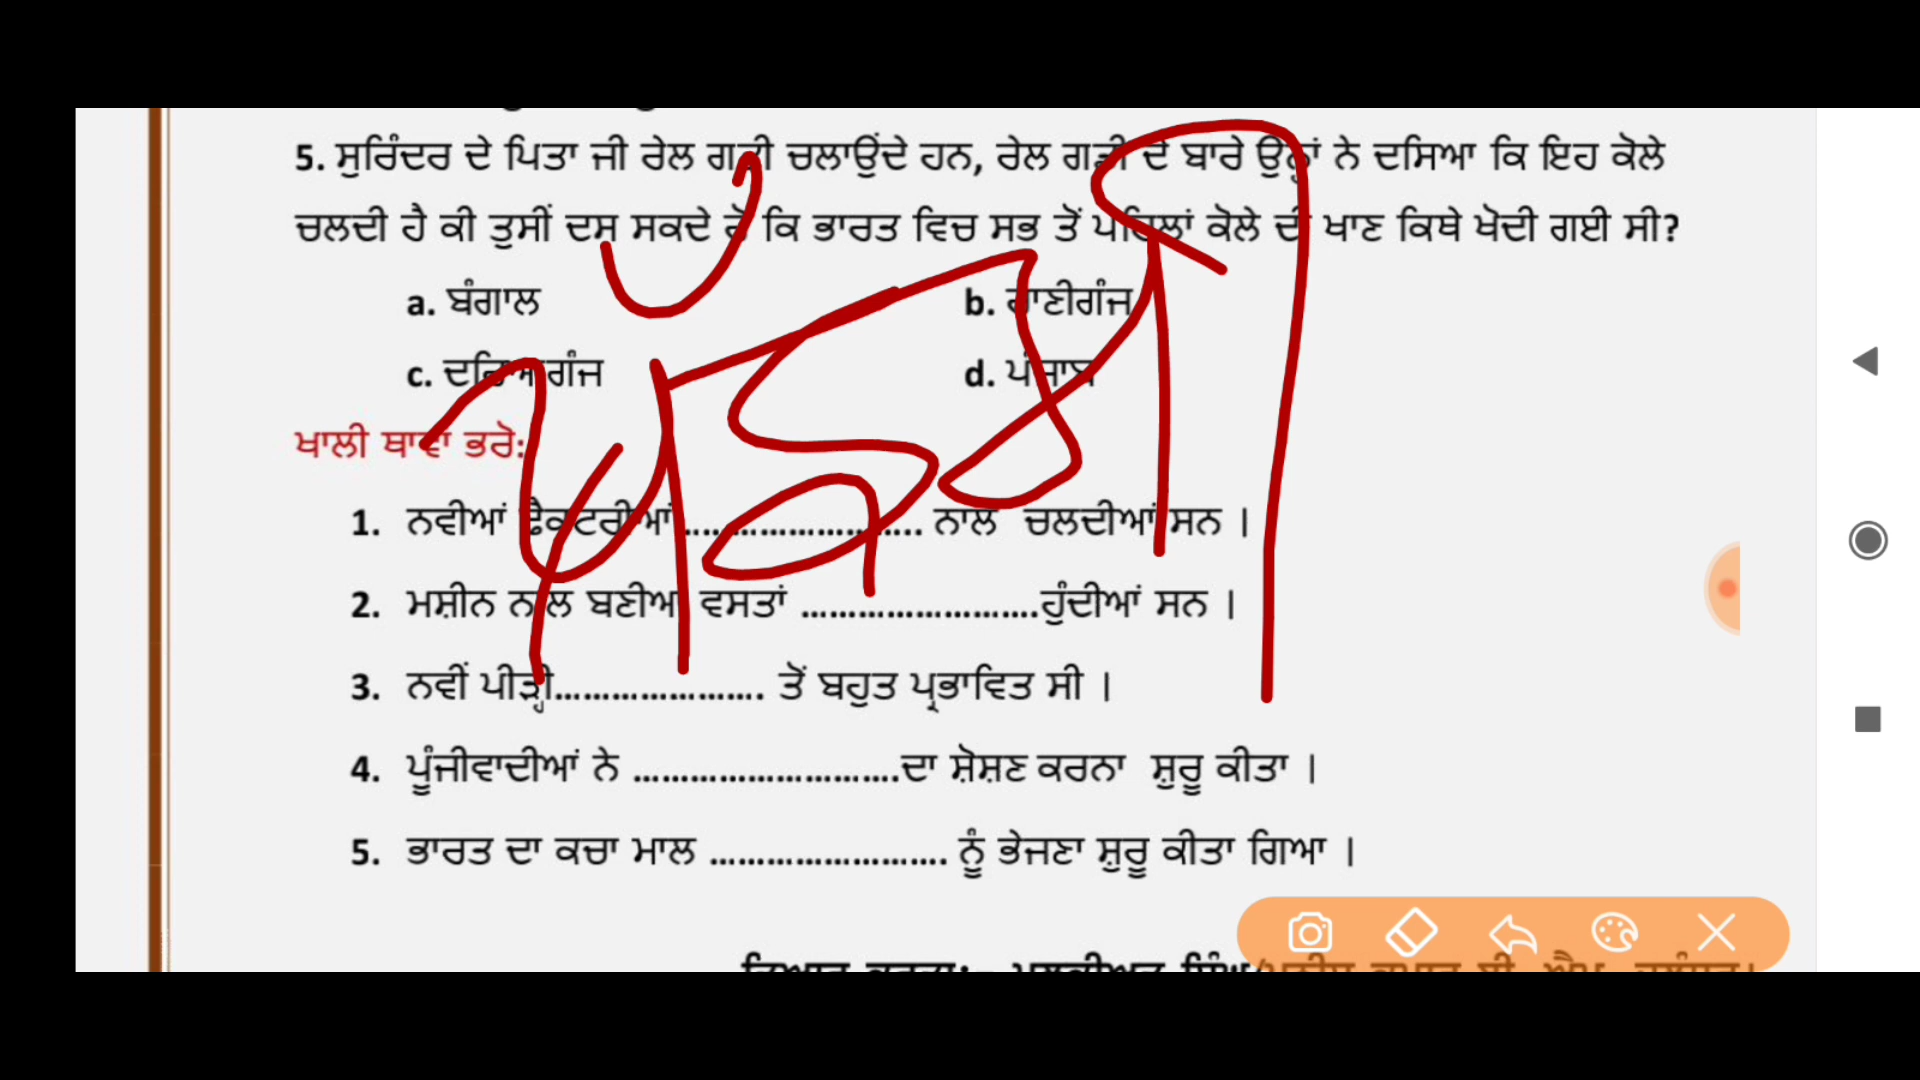 5. ਸੁਰਿੰਦਰ ਦੇ ਪਿਤਾ ਜੀ ਰੇਲ ਗੱਡੀ ਚਲਾਉਂਦੇ ਹਨ, ਰੇਲ ਗੱਡੀ ਦੇ ਬਾਰੇ ਉਨ੍ਹਾਂ ਨੇ ਦਸਿਆ ਕਿ ਇਹ ਕੋਲੇ
ਚਲਦੀ ਹੈ ਕੀ ਤੁਸੀਂ ਦਸ ਸਕਦੇ ਹੋ ਕਿ ਭਾਰਤ ਵਿਚ ਸਭ ਤੋਂ ਪਹਿਲਾਂ ਕੋਲੇ ਦੀ ਖਾਣ ਕਿਥੇ ਖੋਦੀ ਗਈ ਸੀ?
a. ਬੰਗਾਲ b. ਰਾਣੀਗੰਜ
c. ਦਰਿਆਗੰਜ d. ਪੰਜਾਬ
ਖਾਲੀ ਥਾਵਾਂ ਭਰੋ:
1. ਨਵੀਆਂ ਫੈਕਟਰੀਆਂ........................ ਨਾਲ ਚਲਦੀਆਂ ਸਨ ।
2. ਮਸ਼ੀਨ ਨਾਲ ਬਣੀਆਂ ਵਸਤਾਂ ........................ਹੁੰਦੀਆਂ ਸਨ ।
3. ਨਵੀਂ ਪੀੜ੍ਹੀ..................... ਤੋਂ ਬਹੁਤ ਪ੍ਰਭਾਵਿਤ ਸੀ ।
4. ਪੂੰਜੀਵਾਦੀਆਂ ਨੇ ...........................ਦਾ ਸ਼ੋਸ਼ਣ ਕਰਨਾ ਸ਼ੁਰੂ ਕੀਤਾ ।
5. ਭਾਰਤ ਦਾ ਕਚਾ ਮਾਲ ........................ ਨੂੰ ਭੇਜਣਾ ਸ਼ੁਰੂ ਕੀਤਾ ਗਿਆ ।